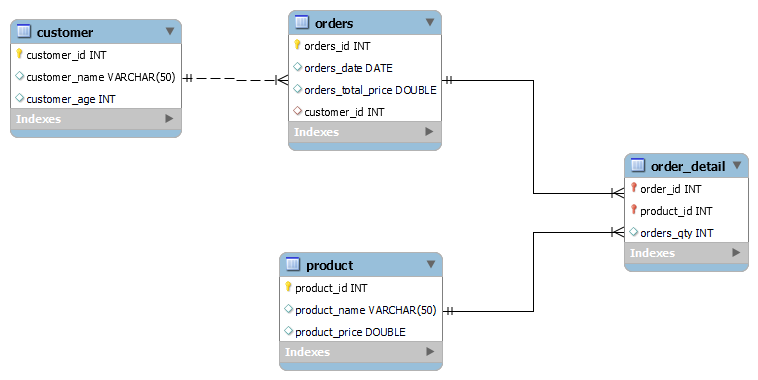 customer
customer_id INT
customer_name VARCHAR(50)
customer_age INT
Indexes
orders
orders_id INT
orders_date DATE
orders_total_price DOUBLE
customer_id INT
Indexes
order_detail
order_id INT
product_id INT
orders_qty INT
Indexes
product
product_id INT
product_name VARCHAR(50)
product_price DOUBLE
Indexes